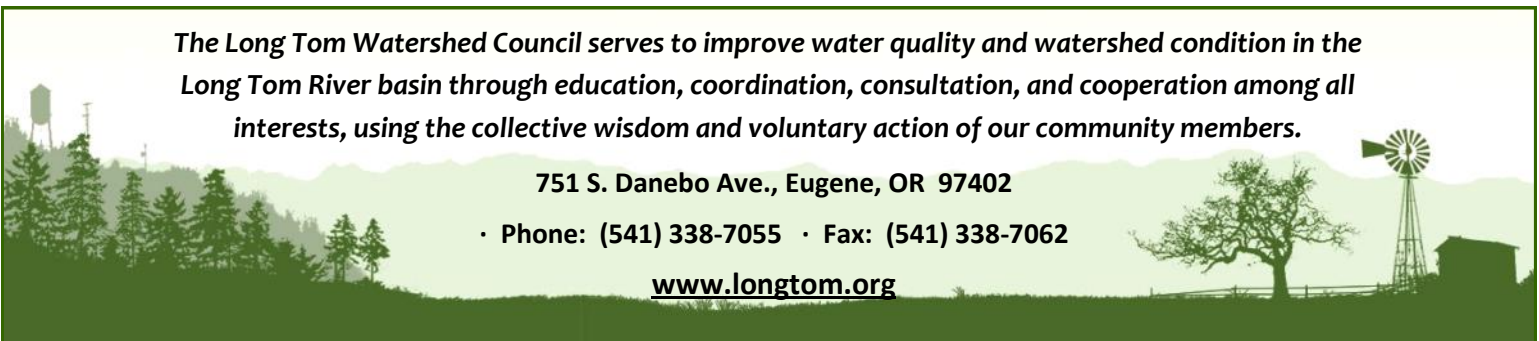 The Long Tom Watershed Council serves to improve water quality and watershed condition in the
Long Tom River basin through education, coordination, consultation, and cooperation among all
interests, using the collective wisdom and voluntary action of our community members.
751 S. Danebo Ave., Eugene, OR 97402
· Phone: (541) 338-7055 · Fax: (541) 338-7062
www.longtom.org